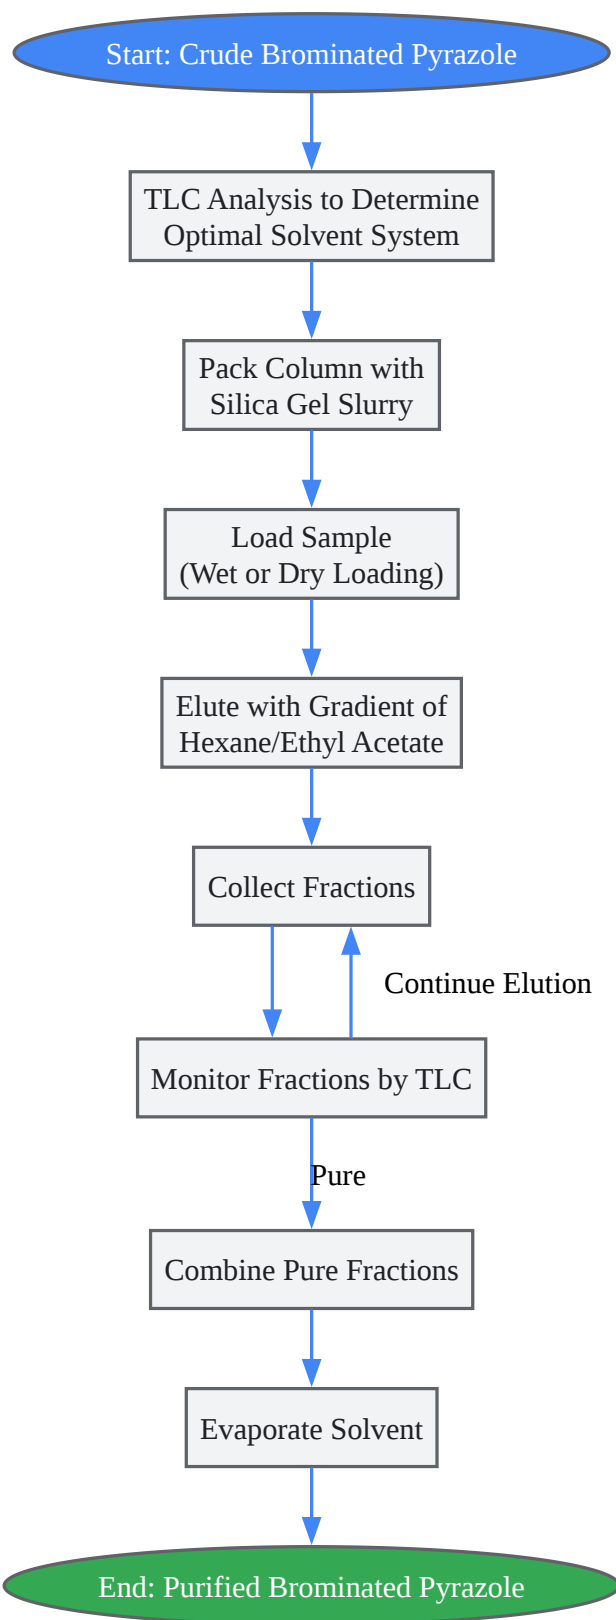 Start: Crude Brominated Pyrazole
TLC Analysis to Determine
Optimal Solvent System
Pack Column with
Silica Gel Slurry
Load Sample
(Wet or Dry Loading)
Elute with Gradient of
Hexane/Ethyl Acetate
Collect Fractions
Continue Elution
Monitor Fractions by TLC
Pure
Combine Pure Fractions
Evaporate Solvent
End: Purified Brominated Pyrazole